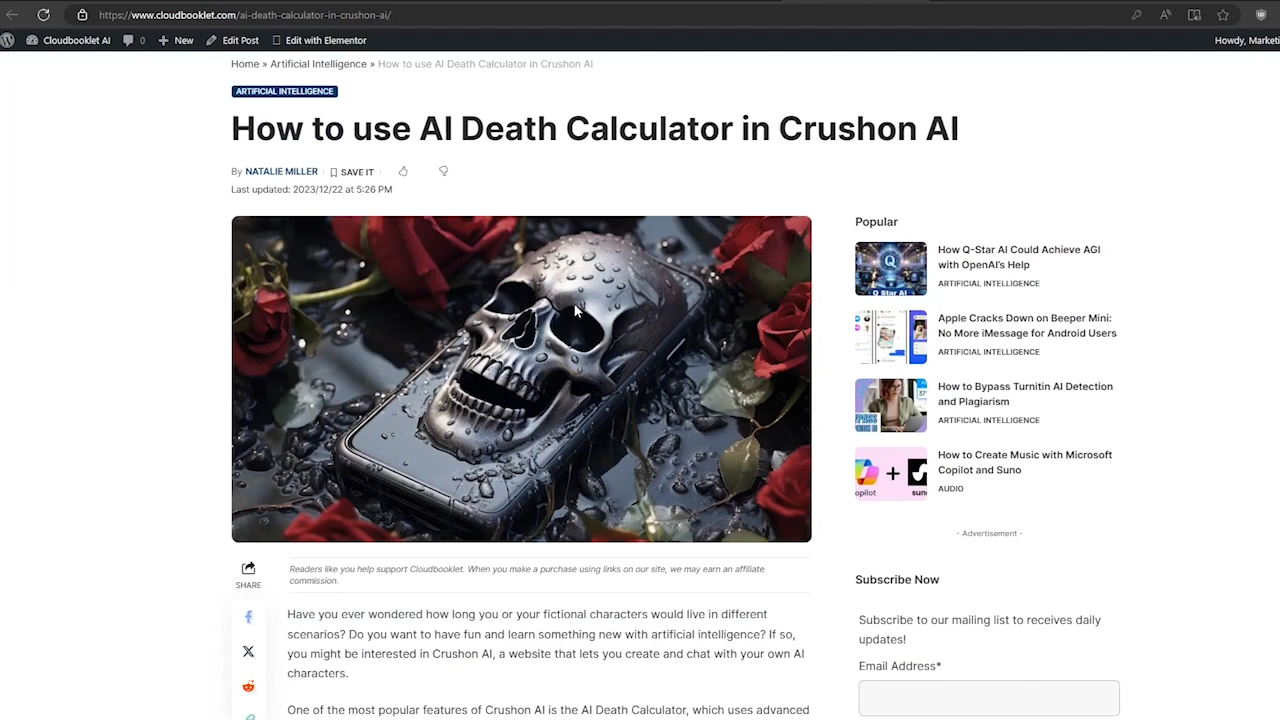 https://www.cloudbooklet.com/ai-death-calculator-in-crushon-ai/
Cloudbooklet AI 0 New Edit Post Edit with Elementor
Howdy, Marketi
Home » Artificial Intelligence » How to use AI Death Calculator in Crushon AI
ARTIFICIAL INTELLIGENCE
How to use AI Death Calculator in Crushon AI
By NATALIE MILLER SAVE IT
Last updated: 2023/12/22 at 5:26 PM
SHARE
Readers like you help support Cloudbooklet. When you make a purchase using links on our site, we may earn an affiliate
commission.
Have you ever wondered how long you or your fictional characters would live in different
scenarios? Do you want to have fun and learn something new with artificial intelligence? If so,
you might be interested in Crushon AI, a website that lets you create and chat with your own AI
characters.
One of the most popular features of Crushon AI is the AI Death Calculator, which uses advanced
Popular
Q
Q Star AI
How Q-Star AI Could Achieve AGI
with OpenAI's Help
ARTIFICIAL INTELLIGENCE
Apple Cracks Down on Beeper Mini:
No More iMessage for Android Users
ARTIFICIAL INTELLIGENCE
How to Bypass Turnitin AI Detection
and Plagiarism
ARTIFICIAL INTELLIGENCE
+
opilot
sun
How to Create Music with Microsoft
Copilot and Suno
AUDIO
- Advertisement -
Subscribe Now
Subscribe to our mailing list to receives daily
updates!
Email Address*